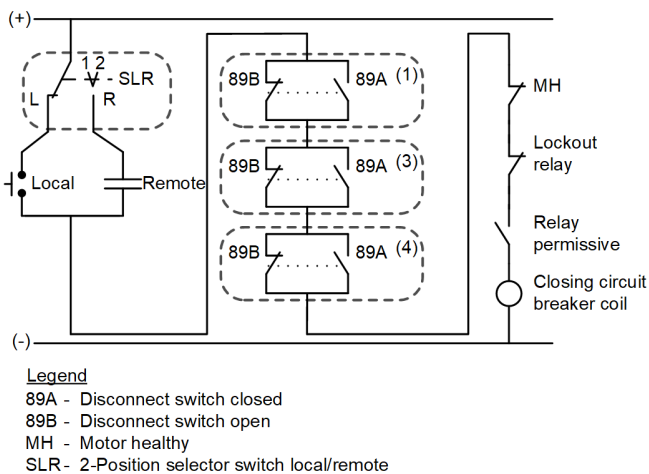 (+)
1 2
SLR
L
R
Local
Remote
89B
89A (1)
89B
89A (3)
89B
89A (4)
MH
Lockout
relay
Relay
permissive
Closing circuit
breaker coil
(-)
Legend
89A - Disconnect switch closed
89B - Disconnect switch open
MH - Motor healthy
SLR - 2-Position selector switch local/remote